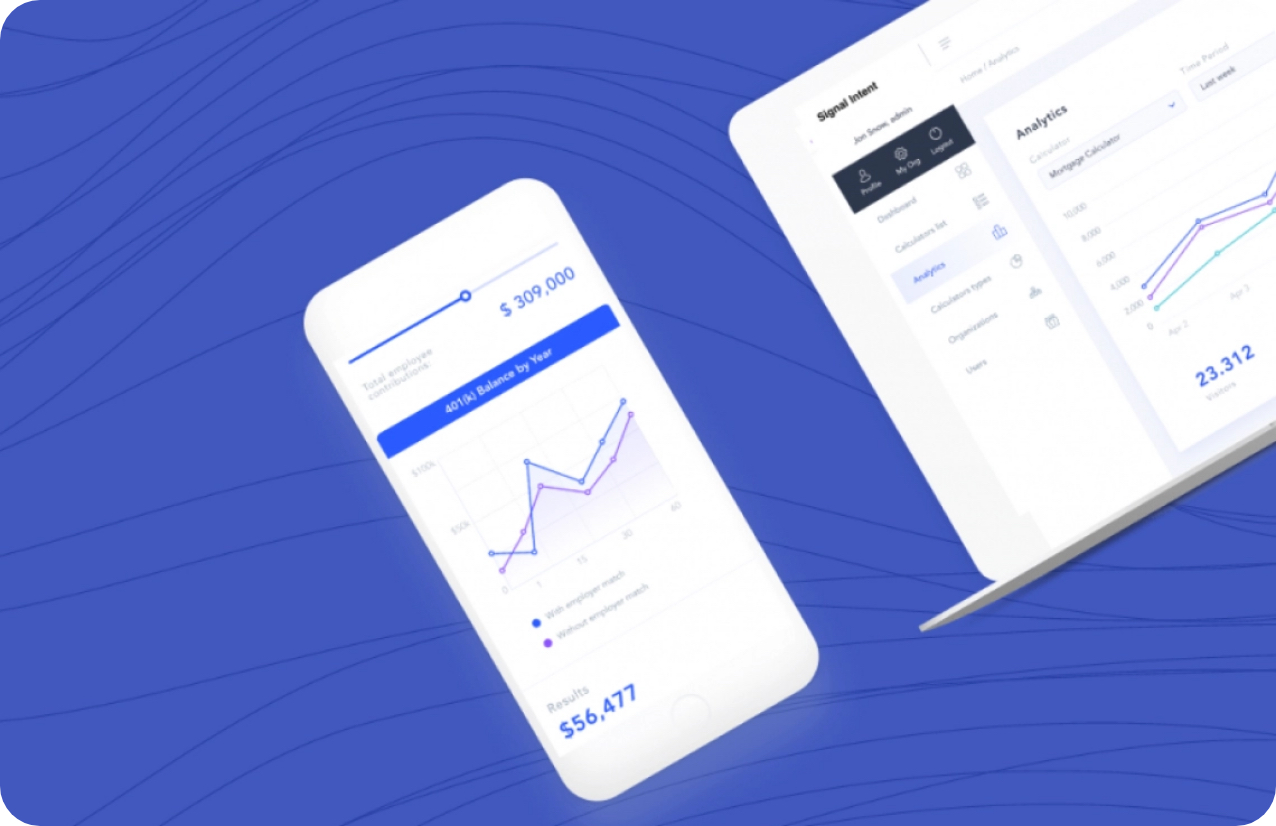 $ 309,000
Total employee
contributions:
401(k) Balance by Year
$100k
$50k
0
1
15
30
60
With employer match
Without employer match
Results
$56,477
Signal Intent
Home / Analytics
Jon Snow, admin
Profile
My Org
Logout
Dashboard
Calculators list
Analytics
Calculators types
Organizations
Users
Analytics
Calculator
Mortgage Calculator
Time Period
Last week
10,000
8,000
6,000
4,000
2,000
0
Apr 2
Apr 3
23.312
Visitors